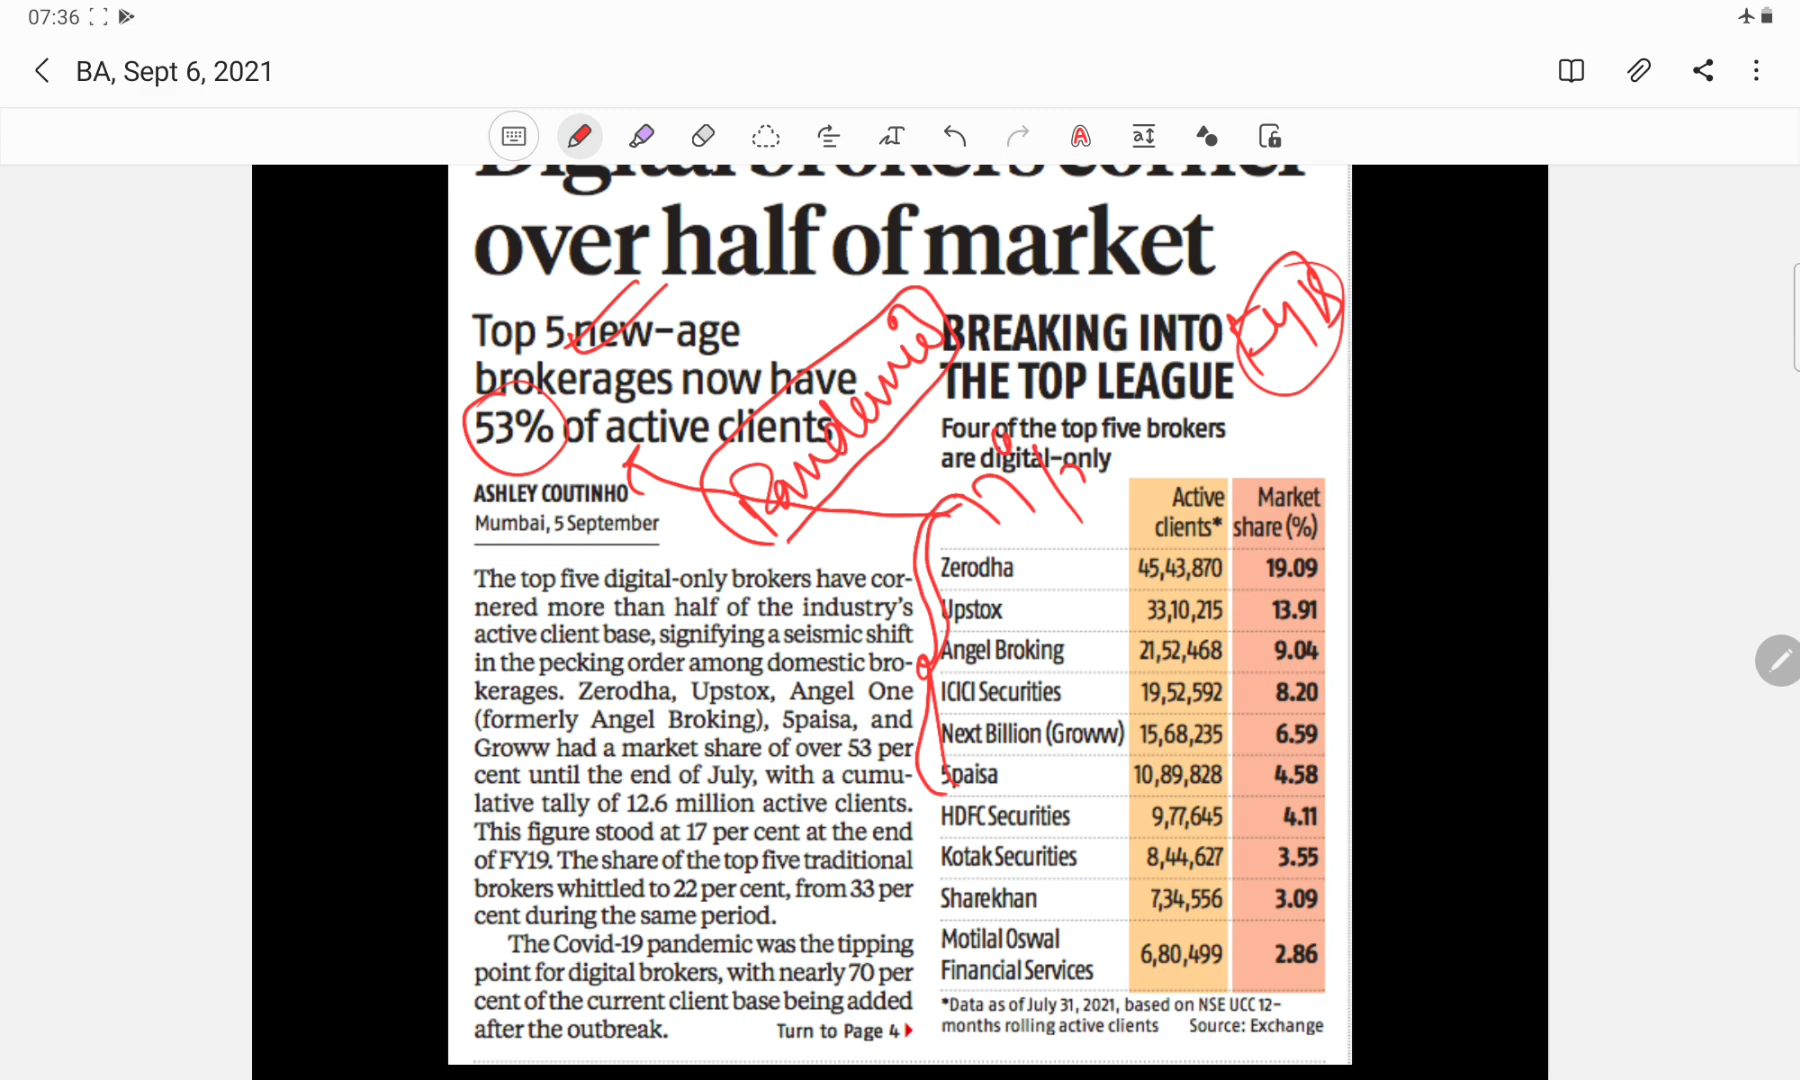 07:36
BA, Sept 6, 2021
Digital brokers corner
over half of market
Top 5 new-age
brokerages now have
53% of active clients
ASHLEY COUTINHO
Mumbai, 5 September
The top five digital-only brokers have cor-
nered more than half of the industry's
active client base, signifying a seismic shift
in the pecking order among domestic bro-
kerages. Zerodha, Upstox, Angel One
(formerly Angel Broking), 5paisa, and
Groww had a market share of over 53 per
cent until the end of July, with a cumu-
lative tally of 12.6 million active clients.
This figure stood at 17 per cent at the end
of FY19. The share of the top five traditional
brokers whittled to 22 per cent, from 33 per
cent during the same period.
The Covid-19 pandemic was the tipping
point for digital brokers, with nearly 70 per
cent of the current client base being added
after the outbreak.
Turn to Page 4
Pandemic
BREAKING INTO
THE TOP LEAGUE
Four of the top five brokers
are digital-only
17%
Active Market
clients* share (%)
Zerodha 45,43,870 19.09
Upstox 33,10,215 13.91
Angel Broking 21,52,468 9.04
ICICI Securities 19,52,592 8.20
Next Billion (Groww) 15,68,235 6.59
5paisa 10,89,828 4.58
HDFC Securities 9,77,645 4.11
Kotak Securities 8,44,627 3.55
Sharekhan 7,34,556 3.09
Motilal Oswal
Financial Services 6,80,499 2.86
*Data as of July 31, 2021, based on NSE UCC 12-
months rolling active clients Source: Exchange